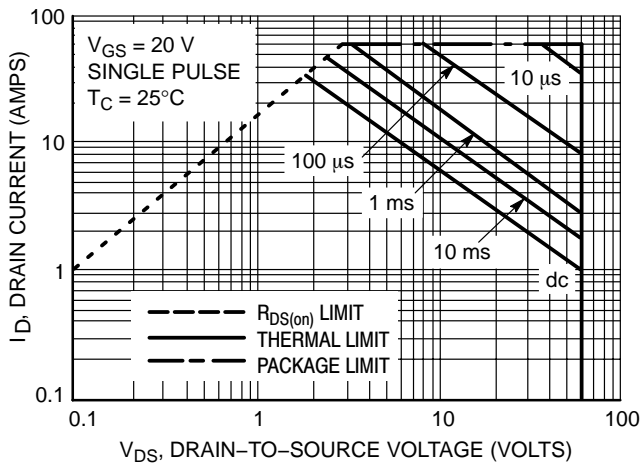 100
V_GS = 20 V
SINGLE PULSE
T_C = 25°C
10 µs
10
100 µs
1 ms
10 ms
1
dc
R_DS(on) LIMIT
THERMAL LIMIT
PACKAGE LIMIT
0.1
0.1
1
10
100
I_D, DRAIN CURRENT (AMPS)
V_DS, DRAIN–TO–SOURCE VOLTAGE (VOLTS)